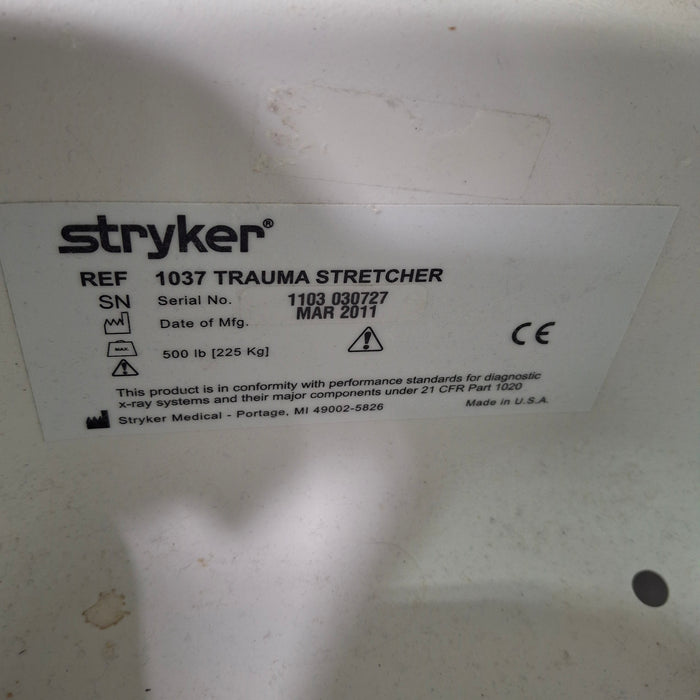 stryker®
REF 1037 TRAUMA STRETCHER
SN Serial No. 1103 030727
Date of Mfg. MAR 2011
MAX. 500 lb [225 Kg]
CE
This product is in conformity with performance standards for diagnostic
x-ray systems and their major components under 21 CFR Part 1020
Stryker Medical - Portage, MI 49002-5826 Made in U.S.A.